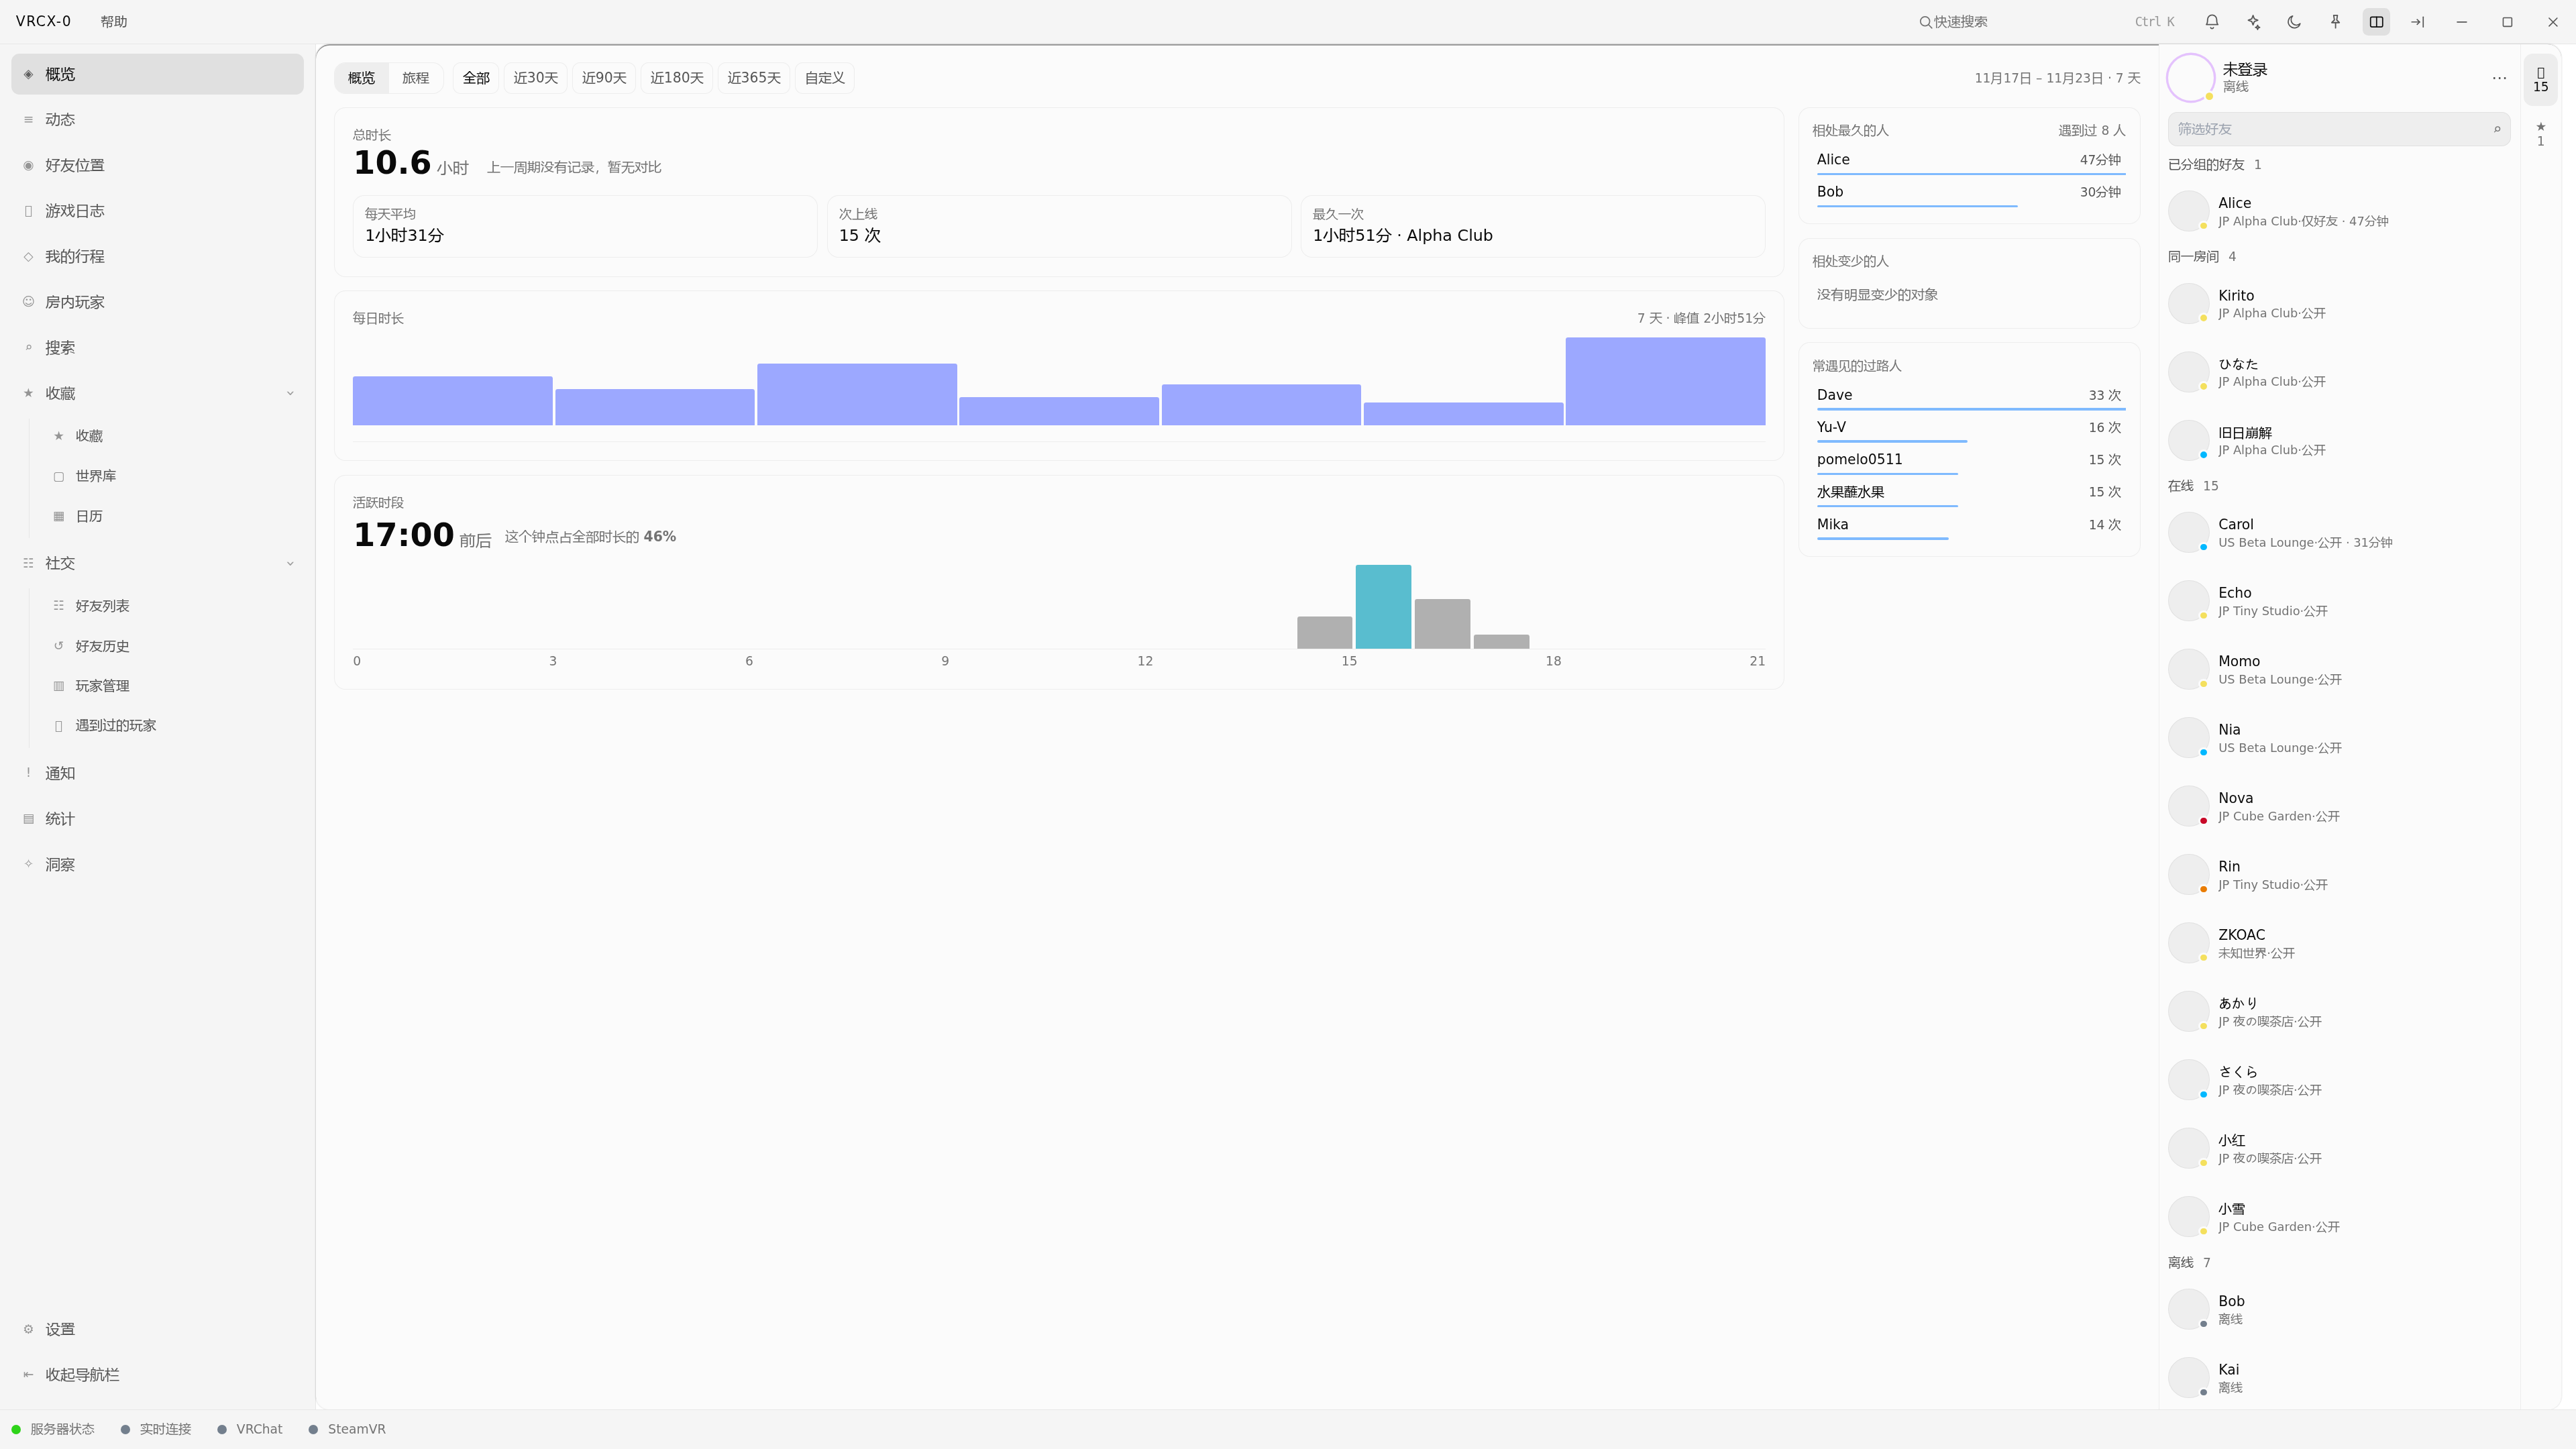 VRCX-0
帮助
快速搜索
Ctrl K
概览
动态
好友位置
游戏日志
我的行程
房内玩家
搜索
收藏
收藏
世界库
日历
社交
好友列表
好友历史
玩家管理
遇到过的玩家
通知
统计
洞察
设置
收起导航栏
概览 旅程 全部 近30天 近90天 近180天 近365天 自定义
11月17日 – 11月23日 · 7 天
总时长
10.6 小时 上一周期没有记录，暂无对比
每天平均
1小时31分
次上线
15 次
最久一次
1小时51分 · Alpha Club
每日时长
7 天 · 峰值 2小时51分
活跃时段
17:00 前后 这个钟点占全部时长的 46%
0 3 6 9 12 15 18 21
相处最久的人 遇到过 8 人
Alice 47分钟
Bob 30分钟
相处变少的人
没有明显变少的对象
常遇见的过路人
Dave 33 次
Yu-V 16 次
pomelo0511 15 次
水果蘸水果 15 次
Mika 14 次
未登录
离线
筛选好友
已分组的好友 1
Alice
JP Alpha Club·仅好友 · 47分钟
同一房间 4
Kirito
JP Alpha Club·公开
ひなた
JP Alpha Club·公开
旧日崩解
JP Alpha Club·公开
在线 15
Carol
US Beta Lounge·公开 · 31分钟
Echo
JP Tiny Studio·公开
Momo
US Beta Lounge·公开
Nia
US Beta Lounge·公开
Nova
JP Cube Garden·公开
Rin
JP Tiny Studio·公开
ZKOAC
未知世界·公开
あかり
JP 夜の喫茶店·公开
さくら
JP 夜の喫茶店·公开
小红
JP 夜の喫茶店·公开
小雪
JP Cube Garden·公开
离线 7
Bob
离线
Kai
离线
15
1
服务器状态 实时连接 VRChat SteamVR